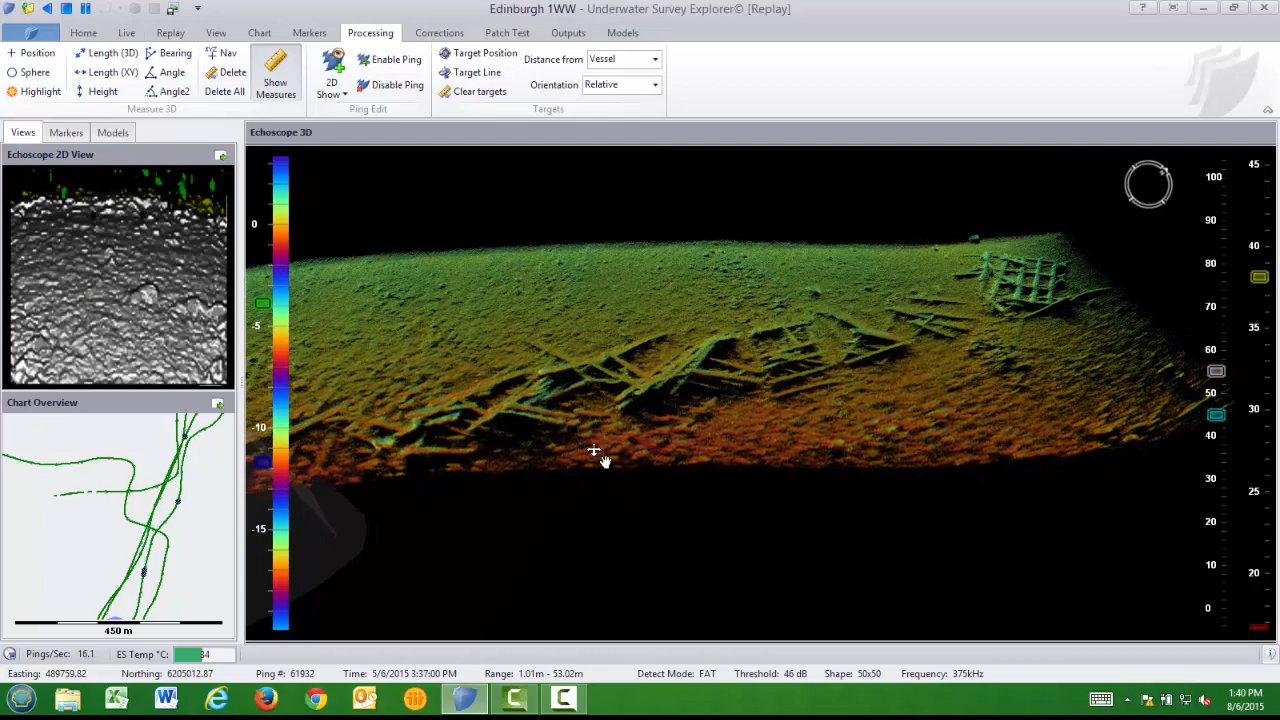 Edinburgh 1WW - Underwater Survey Explorer© [Replay]
Home Live Replay View Chart Markers Processing Corrections Patch Test Outputs Models
Position Length (3D) Bearing Nav Enable Ping Target Position Distance from Vessel
Sphere Length (XY) Angle Delete Show Measures 2D Show Target Line
Highlight Height Angle2 Delete All Disable Ping Clear targets Orientation Relative
Measure 3D Ping Edit Targets
Views Markers Models Echoscope 3D
Echoscope 2D View
0
-5
-10
-15
100
90
80
70
60
50
40
30
20
10
0
45
40
35
30
25
20
Chart Overview
450 m
Pings/Sec: 16.1 ES Temp °C: 34
Easting: 489759.82 Northing: 6205012.87 Ping #: 61932 Time: 5/6/2015 3:37:00 PM Range: 1.01m - 53.02m Detect Mode: FAT Threshold: 46 dB Shape: 50x50 Frequency: 375kHz
1:40 PM
8/6/2015